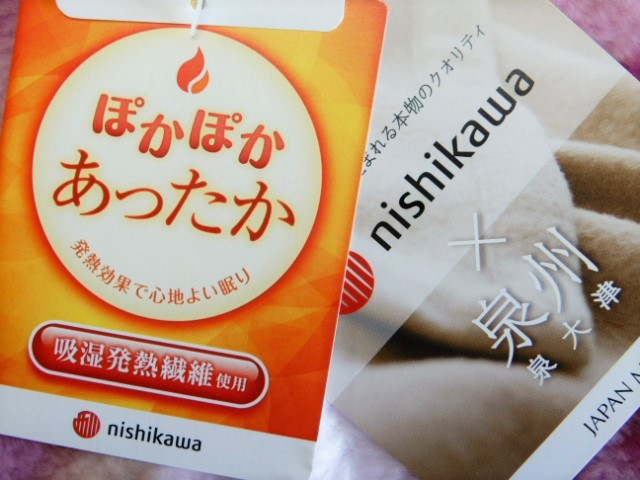 ぽかぽか
あったか
発熱効果で心地よい眠り
吸湿発熱繊維使用
nishikawa
まれる本物のクオリティ
nishikawa
×
泉州
泉大津
JAPAN